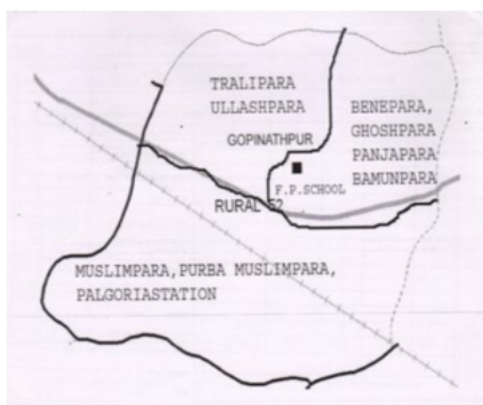 TRALIPARA
ULLASHPARA
GOPINATHPUR
BENEPARA,
GHOSHPARA
PANJAPARA
BAMUNPARA
F.P.SCHOOL
RURAL 52
MUSLIMPARA,PURBA MUSLIMPARA,
PALGORIASTATION